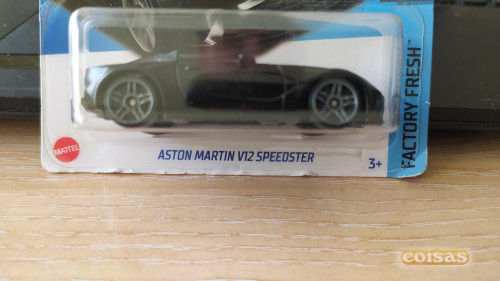 FACTORY FRESH
MATTEL
ASTON MARTIN V12 SPEEDSTER
3+
coisas